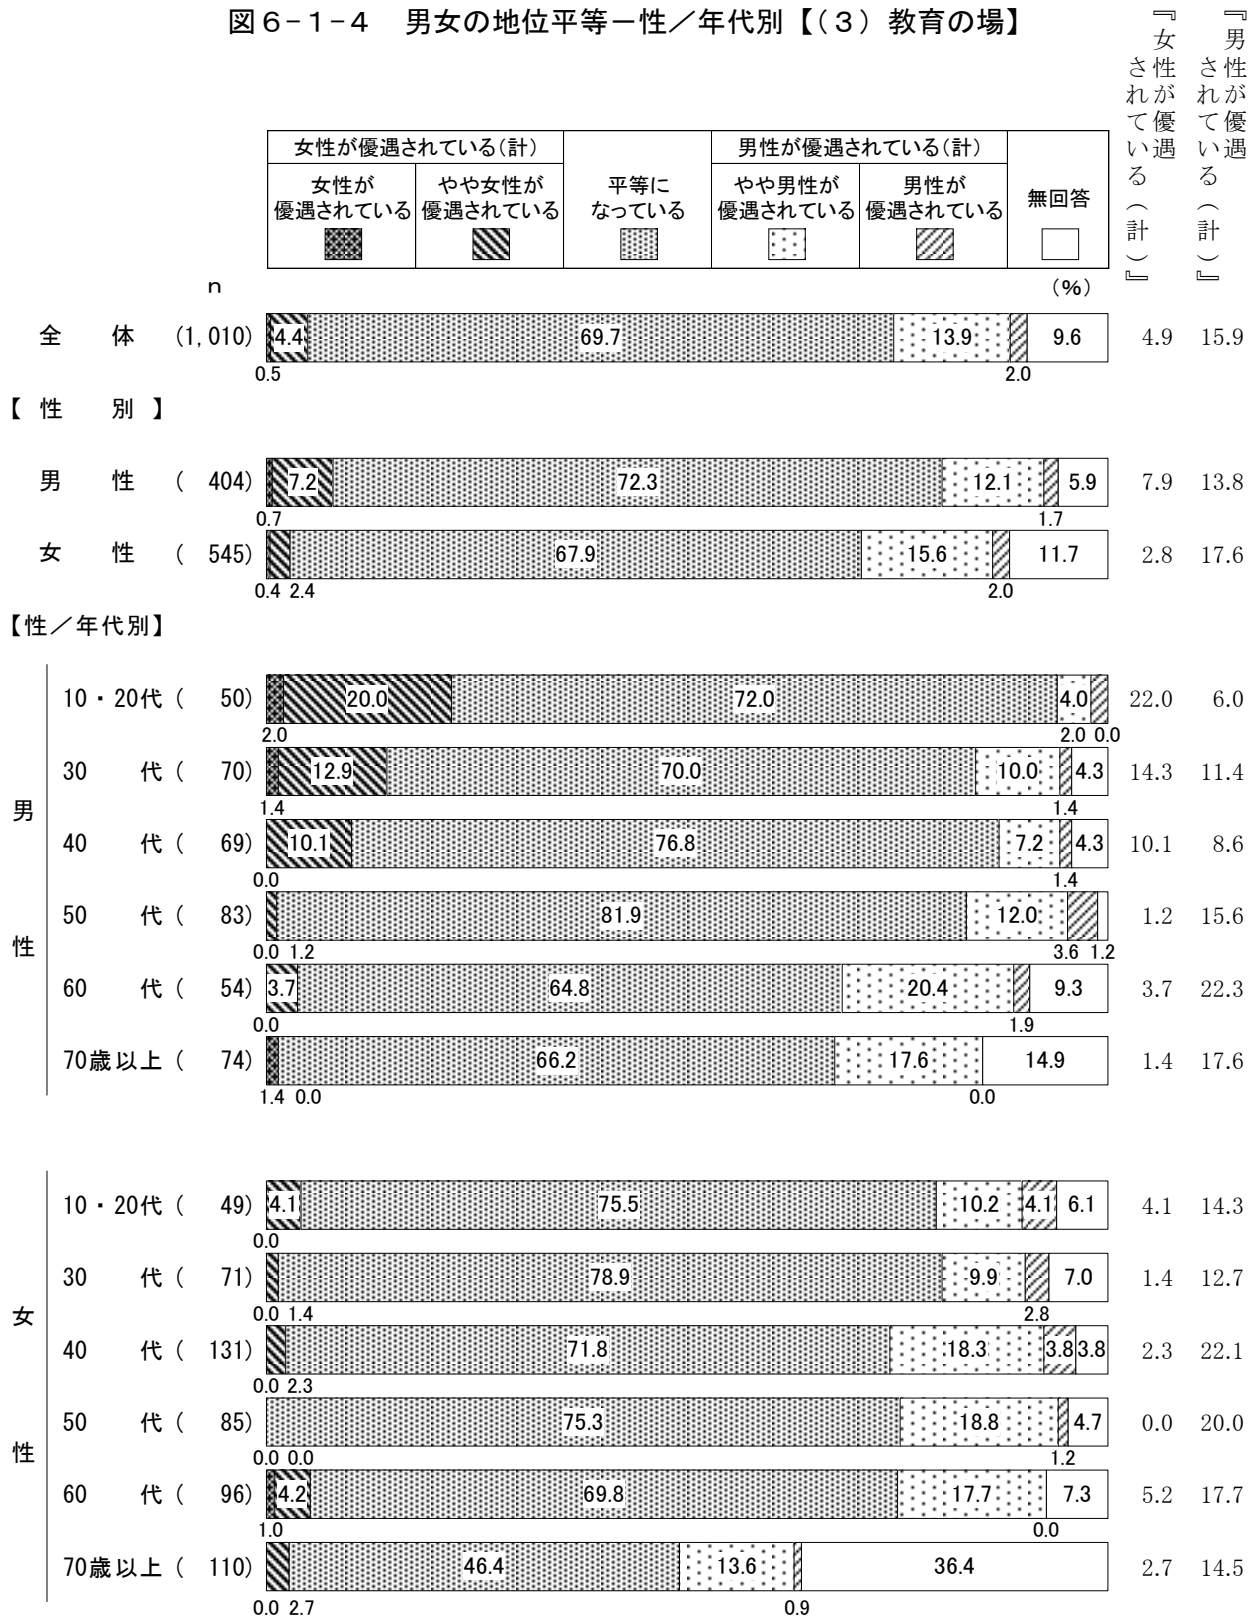 図６-１-４　男女の地位平等－性／年代別【（３）教育の場】
『女性が優遇
されている（計）』
『男性が優遇
されている（計）』
女性が優遇されている（計）
男性が優遇されている（計）
女性が
優遇されている
やや女性が
優遇されている
平等に
なっている
やや男性が
優遇されている
男性が
優遇されている
無回答
n
(%)
全　体 (1,010) 4.4 69.7 13.9 9.6 4.9 15.9
0.5 2.0
【 性　別 】
男　性 ( 404) 7.2 72.3 12.1 5.9 7.9 13.8
0.7 1.7
女　性 ( 545) 67.9 15.6 11.7 2.8 17.6
0.4 2.4 2.0
【性／年代別】
男　性
10・20代 ( 50) 20.0 72.0 4.0 22.0 6.0
2.0 2.0 0.0
30　代 ( 70) 12.9 70.0 10.0 4.3 14.3 11.4
1.4 1.4
40　代 ( 69) 10.1 76.8 7.2 4.3 10.1 8.6
0.0 1.4
50　代 ( 83) 81.9 12.0 1.2 15.6
0.0 1.2 3.6 1.2
60　代 ( 54) 3.7 64.8 20.4 9.3 3.7 22.3
0.0 1.9
70歳以上 ( 74) 66.2 17.6 14.9 1.4 17.6
1.4 0.0 0.0
女　性
10・20代 ( 49) 4.1 75.5 10.2 4.1 6.1 4.1 14.3
0.0
30　代 ( 71) 78.9 9.9 7.0 1.4 12.7
0.0 1.4 2.8
40　代 ( 131) 71.8 18.3 3.8 3.8 2.3 22.1
0.0 2.3
50　代 ( 85) 75.3 18.8 4.7 0.0 20.0
0.0 0.0 1.2
60　代 ( 96) 4.2 69.8 17.7 7.3 5.2 17.7
1.0 0.0
70歳以上 ( 110) 46.4 13.6 36.4 2.7 14.5
0.0 2.7 0.9